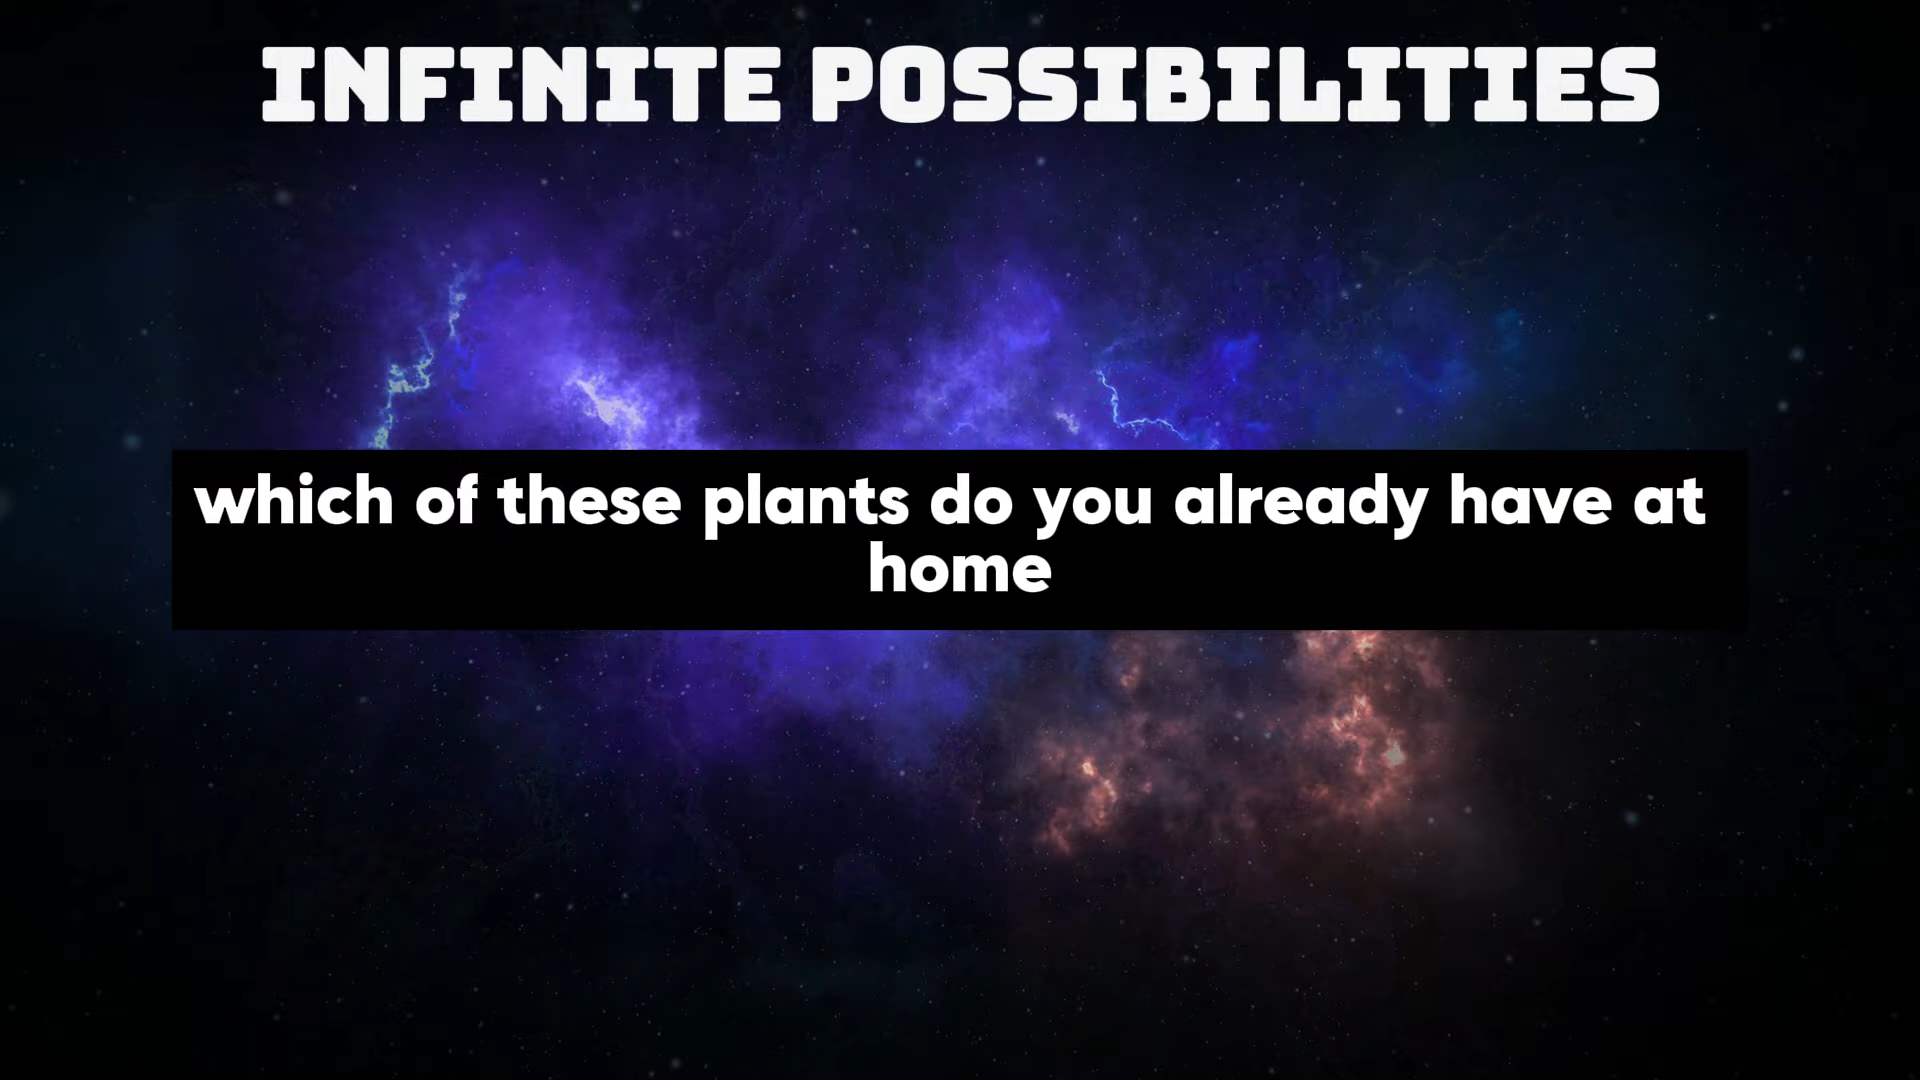 INFINITE POSSIBILITIES
which of these plants do you already have at
home